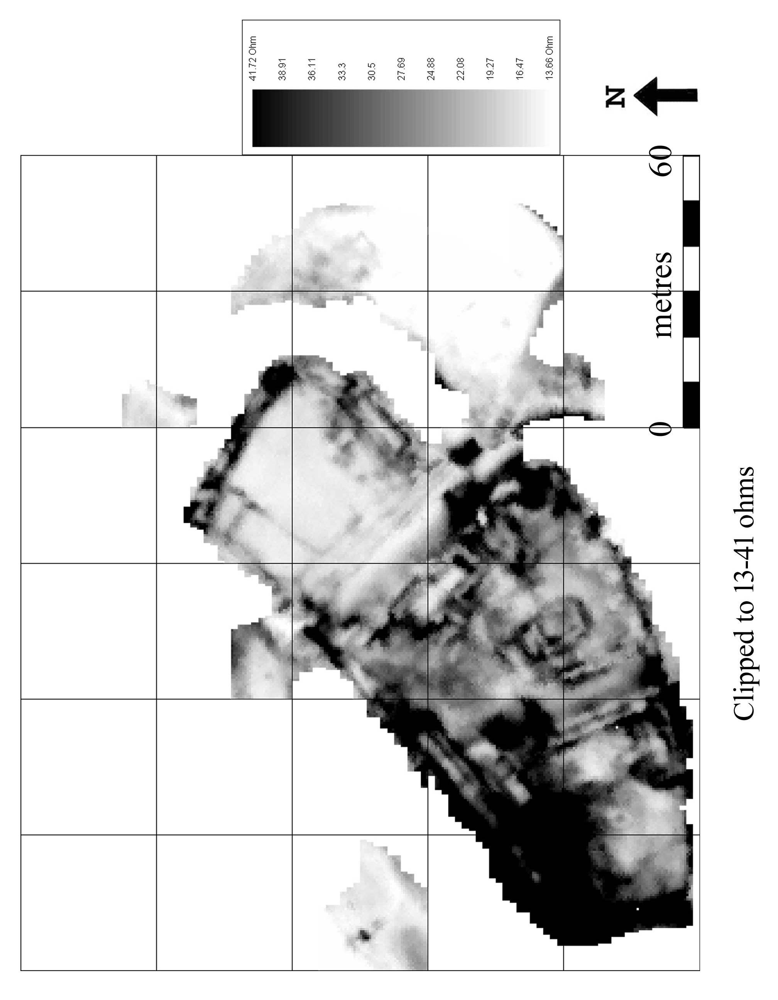 41.72 Ohm
38.91
36.11
33.3
30.5
27.69
24.88
22.08
19.27
16.47
13.66 Ohm
N
0 metres 60
Clipped to 13-41 ohms